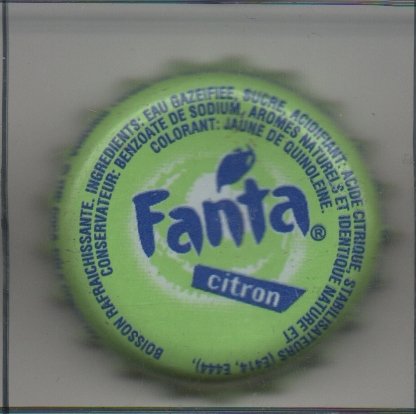 BOISSON RAFRAICHISSANTE. INGREDIENTS: EAU GAZEIFIEE, SUCRE, ACIDIFIANT: ACIDE CITRIQUE, STABILISATEURS (E414, E444),
CONSERVATEUR: BENZOATE DE SODIUM, AROMES NATURELS ET IDENTIQUE NATURE ET
COLORANT: JAUNE DE QUINOLEINE.
Fanta®
citron